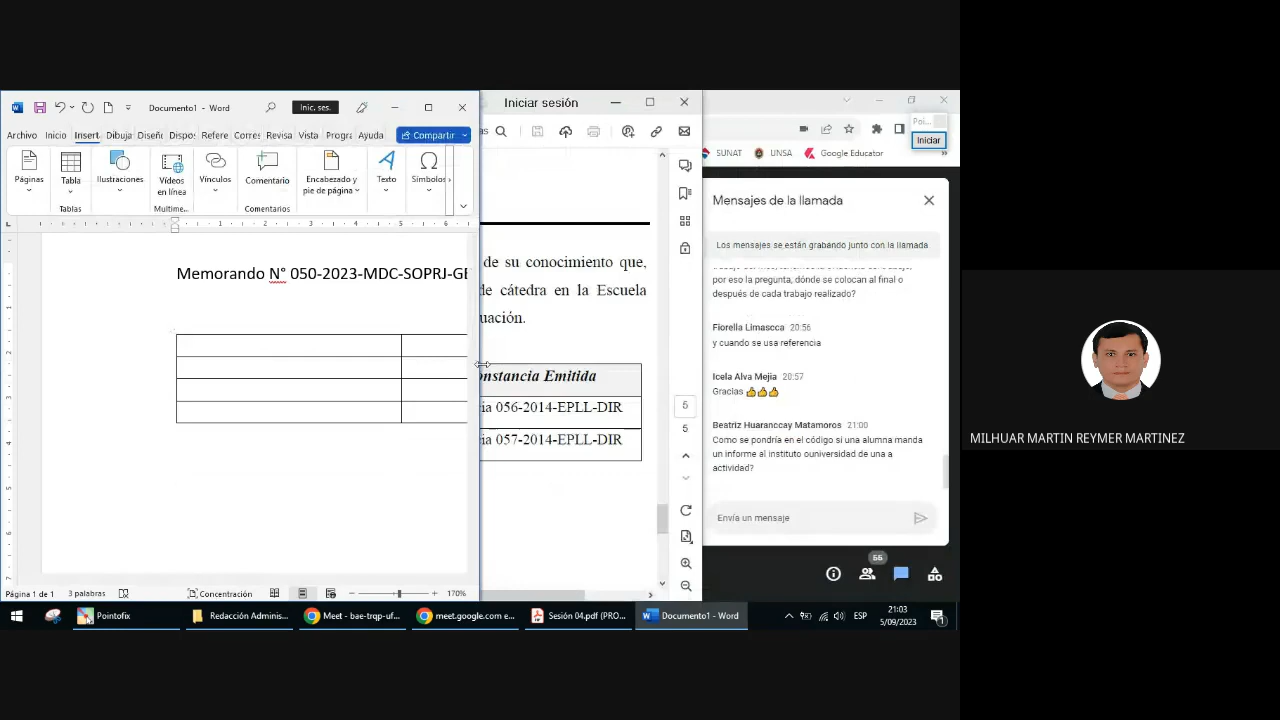 Documento1 - Word
Inic, ses.
Archivo Inicio Insert Dibuja Diseñ Dispo Refere Corres Revisa Vista Progra Ayuda Compartir
Páginas Tabla Ilustraciones Vídeos en línea Vínculos Comentario Encabezado y pie de página Texto Símbolos
Tablas Multime... Comentarios
Memorando N° 050-2023-MDC-SOPRJ-GE
Página 1 de 1 3 palabras Concentración 170%
Iniciar sesión
de su conocimiento que,
de cátedra en la Escuela
uación.
onstancia Emitida
ia 056-2014-EPLL-DIR
ia 057-2014-EPLL-DIR
5
5
Poi...
Iniciar
SUNAT UNSA Google Educator
Mensajes de la llamada
Los mensajes se están grabando junto con la llamada
por eso la pregunta, dónde se colocan al final o
después de cada trabajo realizado?
Fiorella Limascca 20:56
y cuando se usa referencia
Icela Alva Mejia 20:57
Gracias 👍👍👍
Beatriz Huaranccay Matamoros 21:00
Como se pondría en el código si una alumna manda
un informe al instituto ouniversidad de una a
actividad?
Envía un mensaje
55
MILHUAR MARTIN REYMER MARTINEZ
Pointofix Redacción Adminis... Meet - bae-trqp-uf... meet.google.com e... Sesión 04.pdf (PRO... Documento1 - Word
ESP
21:03
5/09/2023
1